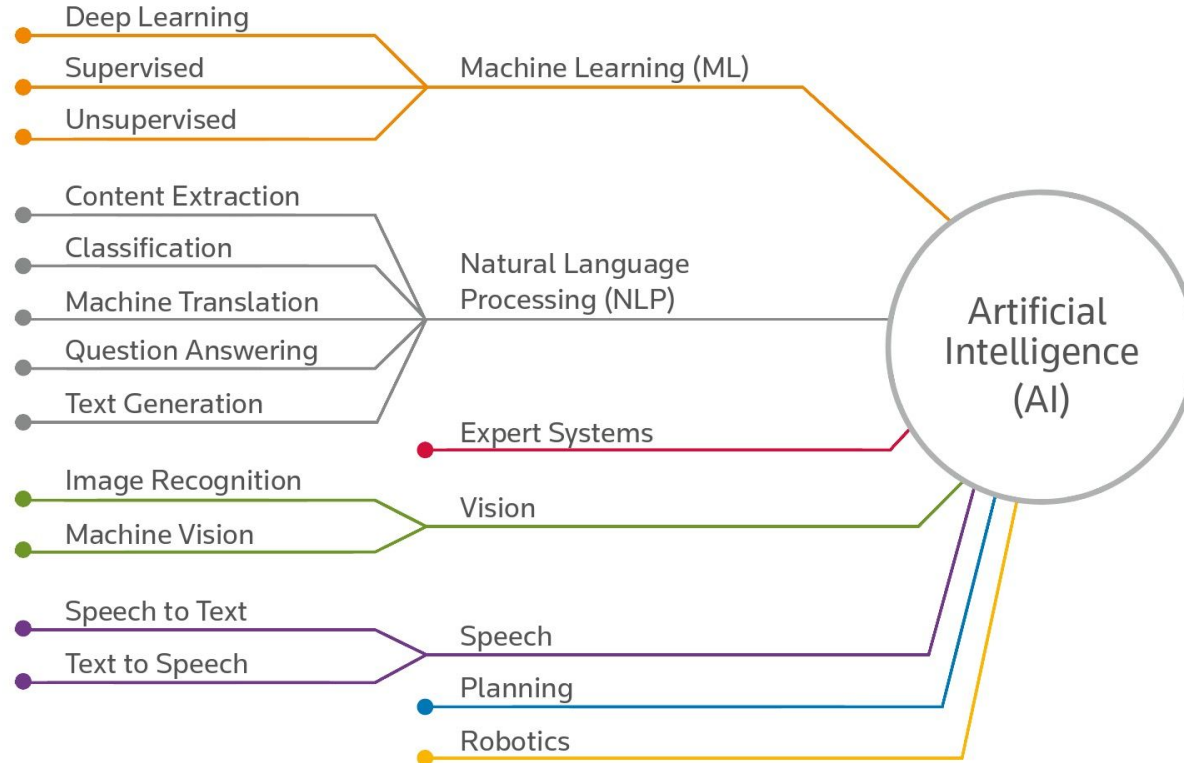 Deep Learning
Supervised
Unsupervised
Machine Learning (ML)
Content Extraction
Classification
Machine Translation
Question Answering
Text Generation
Natural Language
Processing (NLP)
Expert Systems
Image Recognition
Machine Vision
Vision
Speech to Text
Text to Speech
Speech
Planning
Robotics
Artificial
Intelligence
(AI)